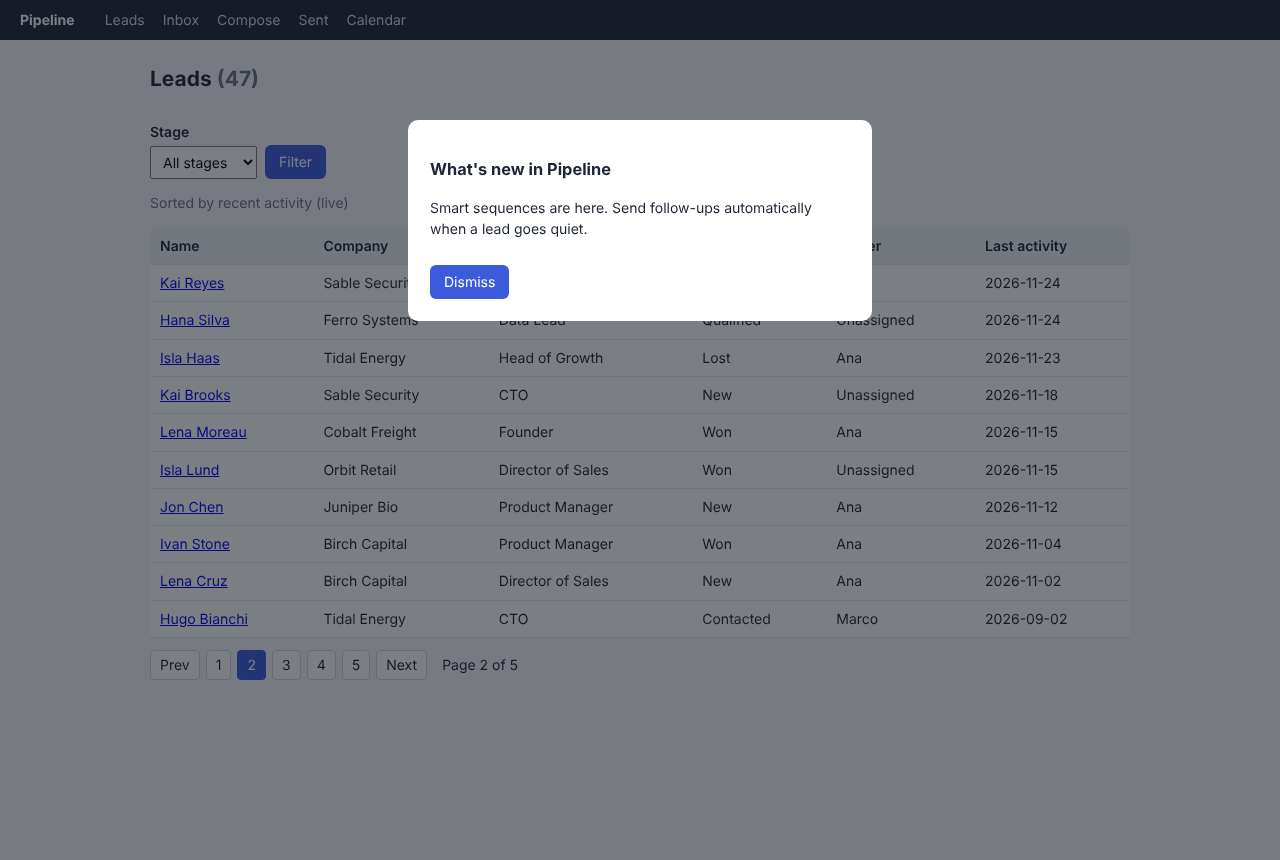 Pipeline Leads Inbox Compose Sent Calendar
Leads (47)
Stage
All stages Filter
Sorted by recent activity (live)
What's new in Pipeline
Smart sequences are here. Send follow-ups automatically
when a lead goes quiet.
Dismiss
Name Company Last activity
Kai Reyes Sable 2026-11-24
Hana Silva Ferro Systems Data Lead Qualified Unassigned 2026-11-24
Isla Haas Tidal Energy Head of Growth Lost Ana 2026-11-23
Kai Brooks Sable Security CTO New Unassigned 2026-11-18
Lena Moreau Cobalt Freight Founder Won Ana 2026-11-15
Isla Lund Orbit Retail Director of Sales Won Unassigned 2026-11-15
Jon Chen Juniper Bio Product Manager New Ana 2026-11-12
Ivan Stone Birch Capital Product Manager Won Ana 2026-11-04
Lena Cruz Birch Capital Director of Sales New Ana 2026-11-02
Hugo Bianchi Tidal Energy CTO Contacted Marco 2026-09-02
Prev 1 2 3 4 5 Next Page 2 of 5